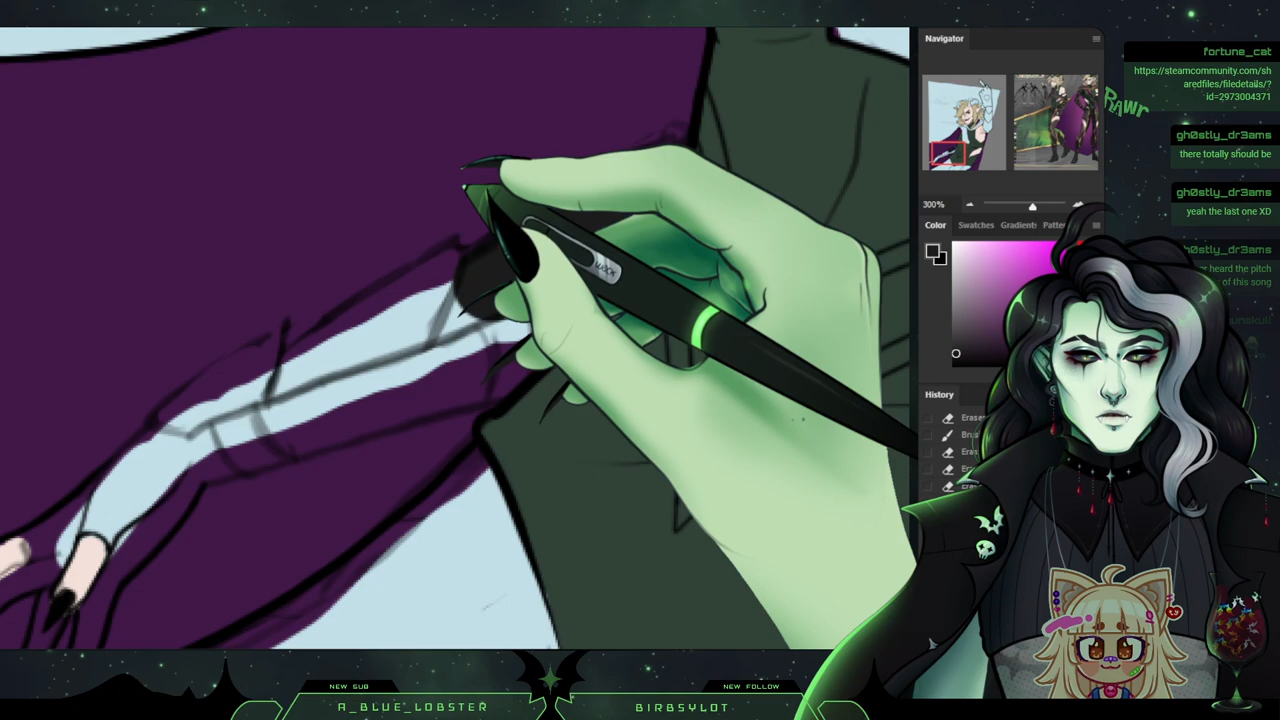 Navigator
300%
Color
Swatches
Gradients
History
fortune_cat
https://steamcommunity.com/sh
aredfiles/filedetails/?
id=2973004371
RAWr
gh0stly_dr3ams
there totally should be
gh0stly_dr3ams
yeah the last one XD
h0stly_dr3ams
heard the pitch
of this song
NEW SUB
A_BLUE_LOBSTER
NEW FOLLOW
BIRBSYLOT